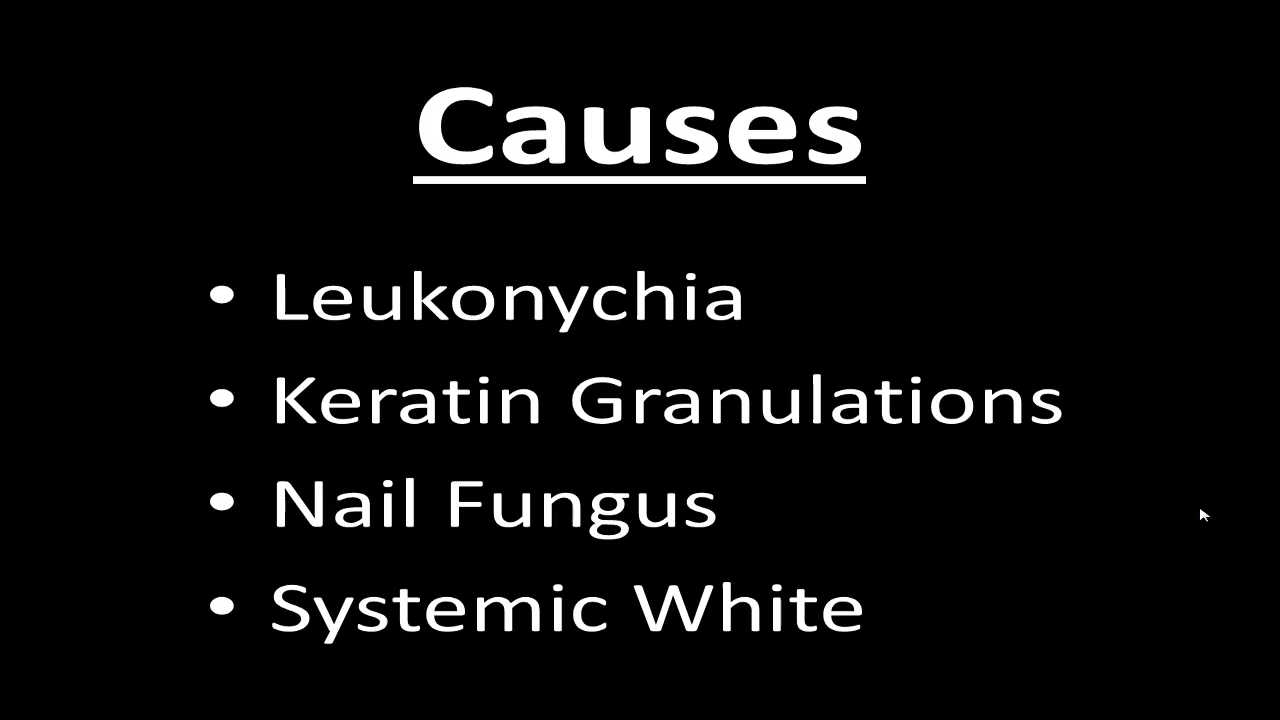 Causes
• Leukonychia
• Keratin Granulations
• Nail Fungus
• Systemic White